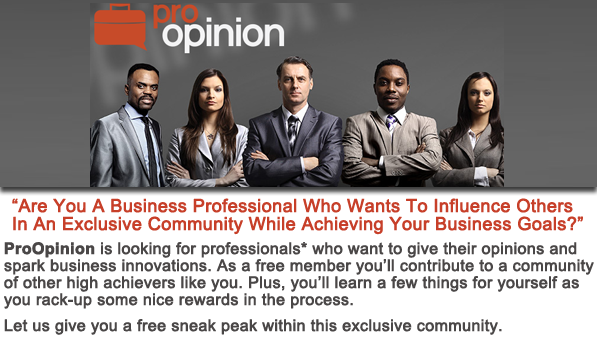 pro
opinion
“Are You A Business Professional Who Wants To Influence Others
In An Exclusive Community While Achieving Your Business Goals?”
ProOpinion is looking for professionals* who want to give their opinions and
spark business innovations. As a free member you’ll contribute to a community
of other high achievers like you. Plus, you’ll learn a few things for yourself as
you rack-up some nice rewards in the process.
Let us give you a free sneak peak within this exclusive community.